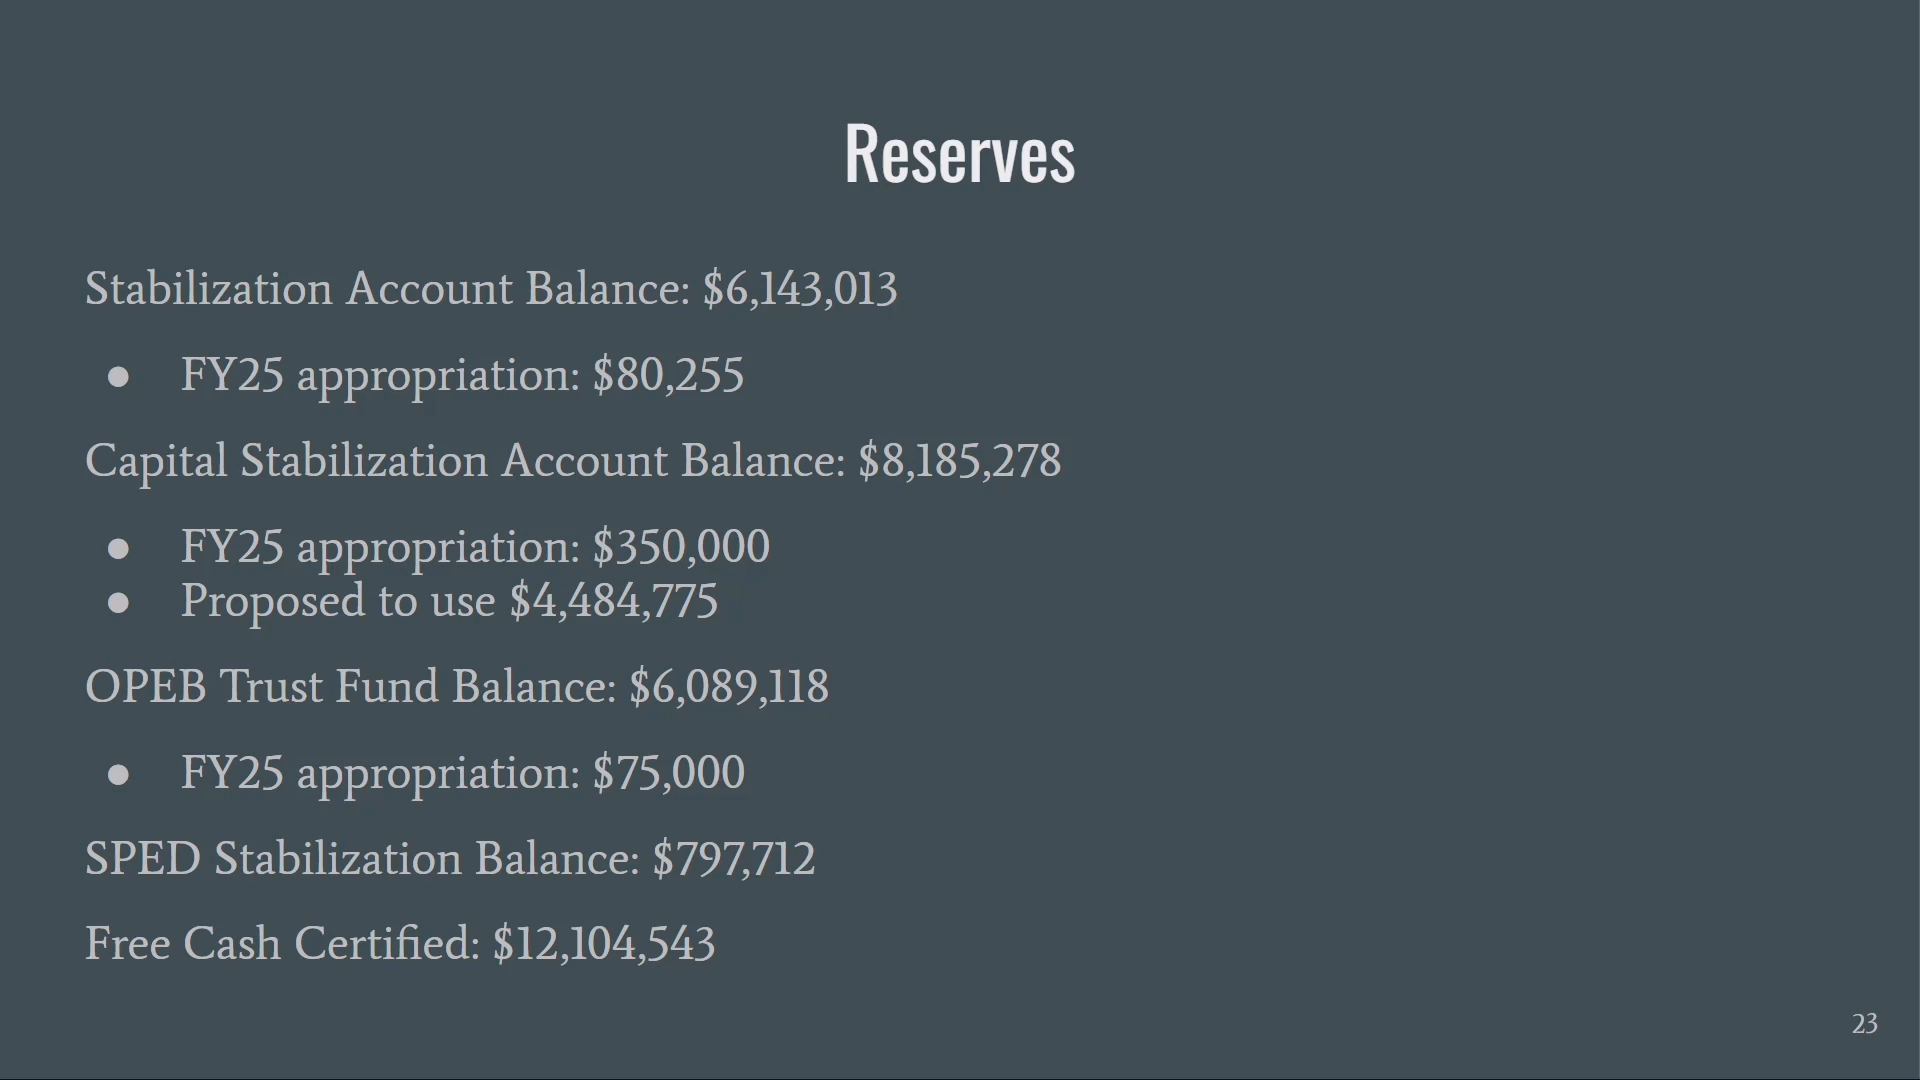 Reserves
Stabilization Account Balance: $6,143,013
● FY25 appropriation: $80,255
Capital Stabilization Account Balance: $8,185,278
● FY25 appropriation: $350,000
● Proposed to use $4,484,775
OPEB Trust Fund Balance: $6,089,118
● FY25 appropriation: $75,000
SPED Stabilization Balance: $797,712
Free Cash Certified: $12,104,543
23